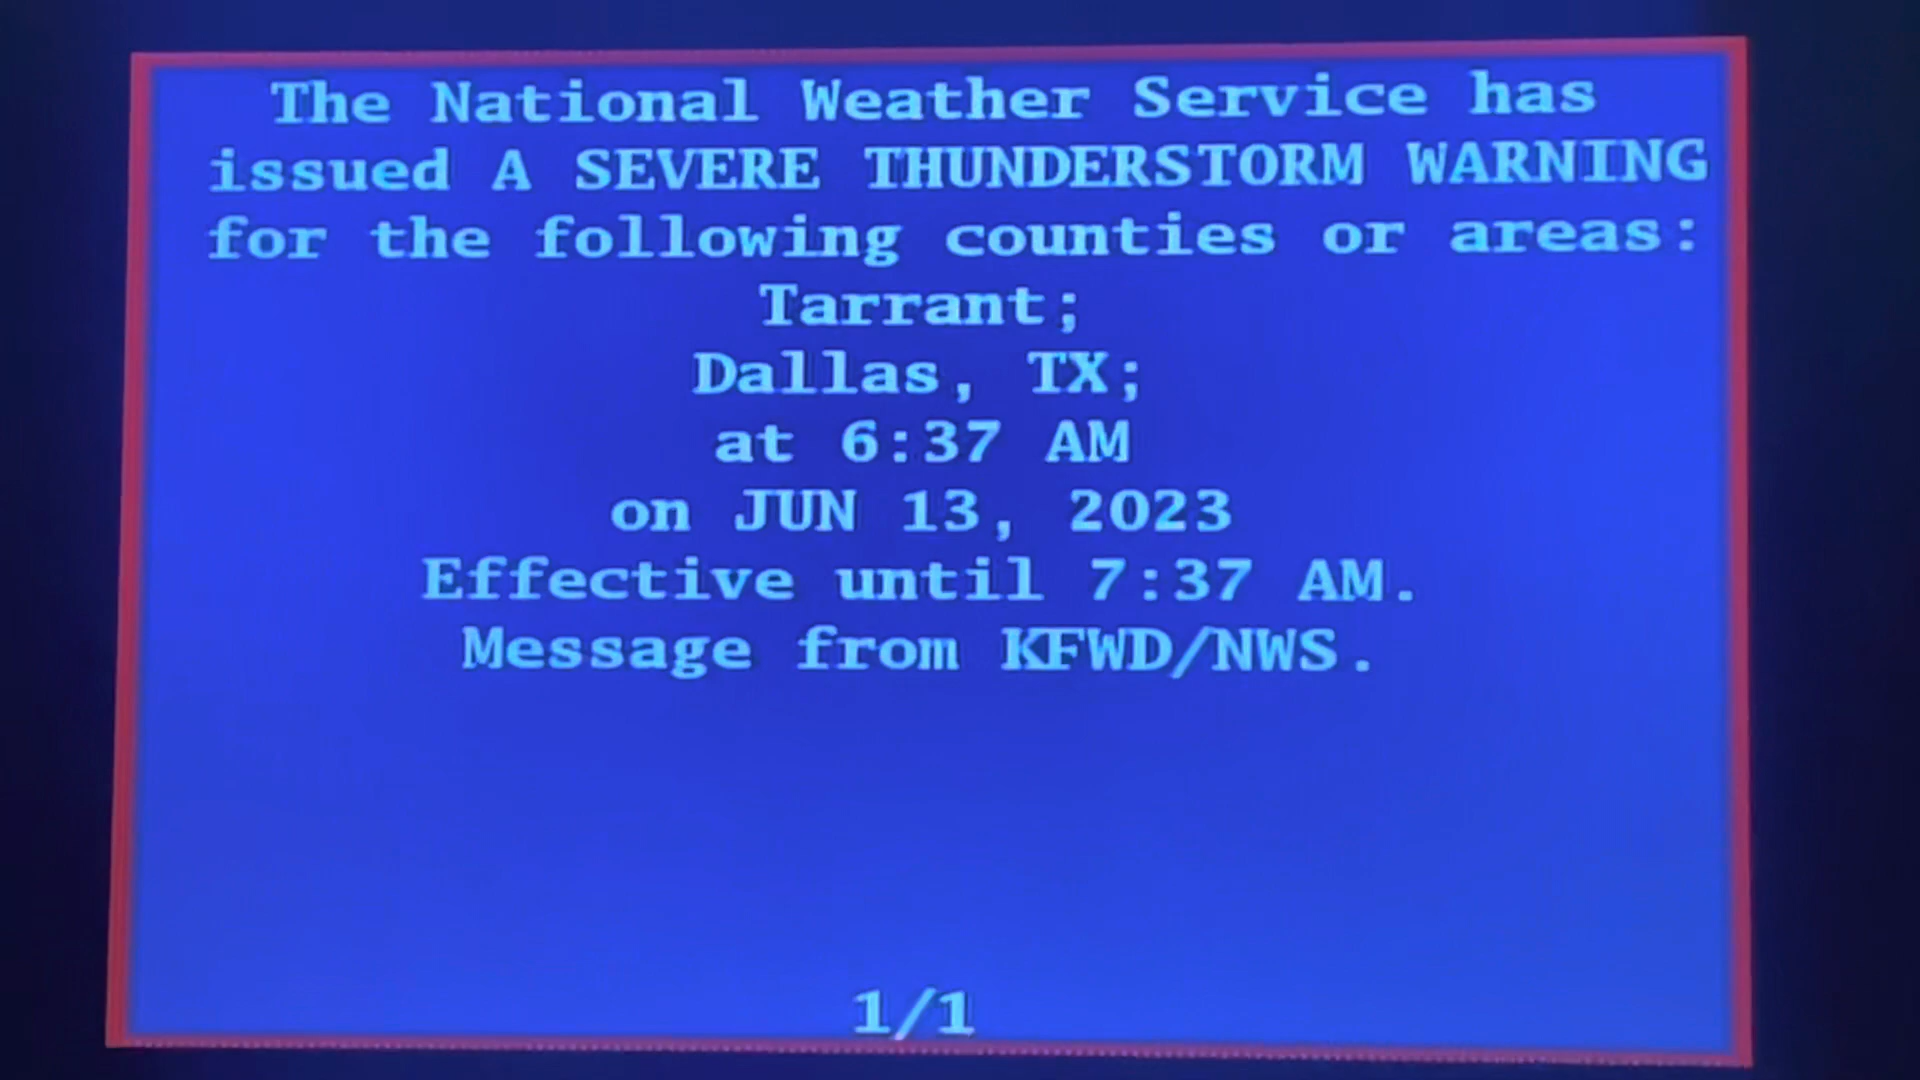 The National Weather Service has
issued A SEVERE THUNDERSTORM WARNING
for the following counties or areas:
Tarrant;
Dallas, TX;
at 6:37 AM
on JUN 13, 2023
Effective until 7:37 AM.
Message from KFWD/NWS.
1/1